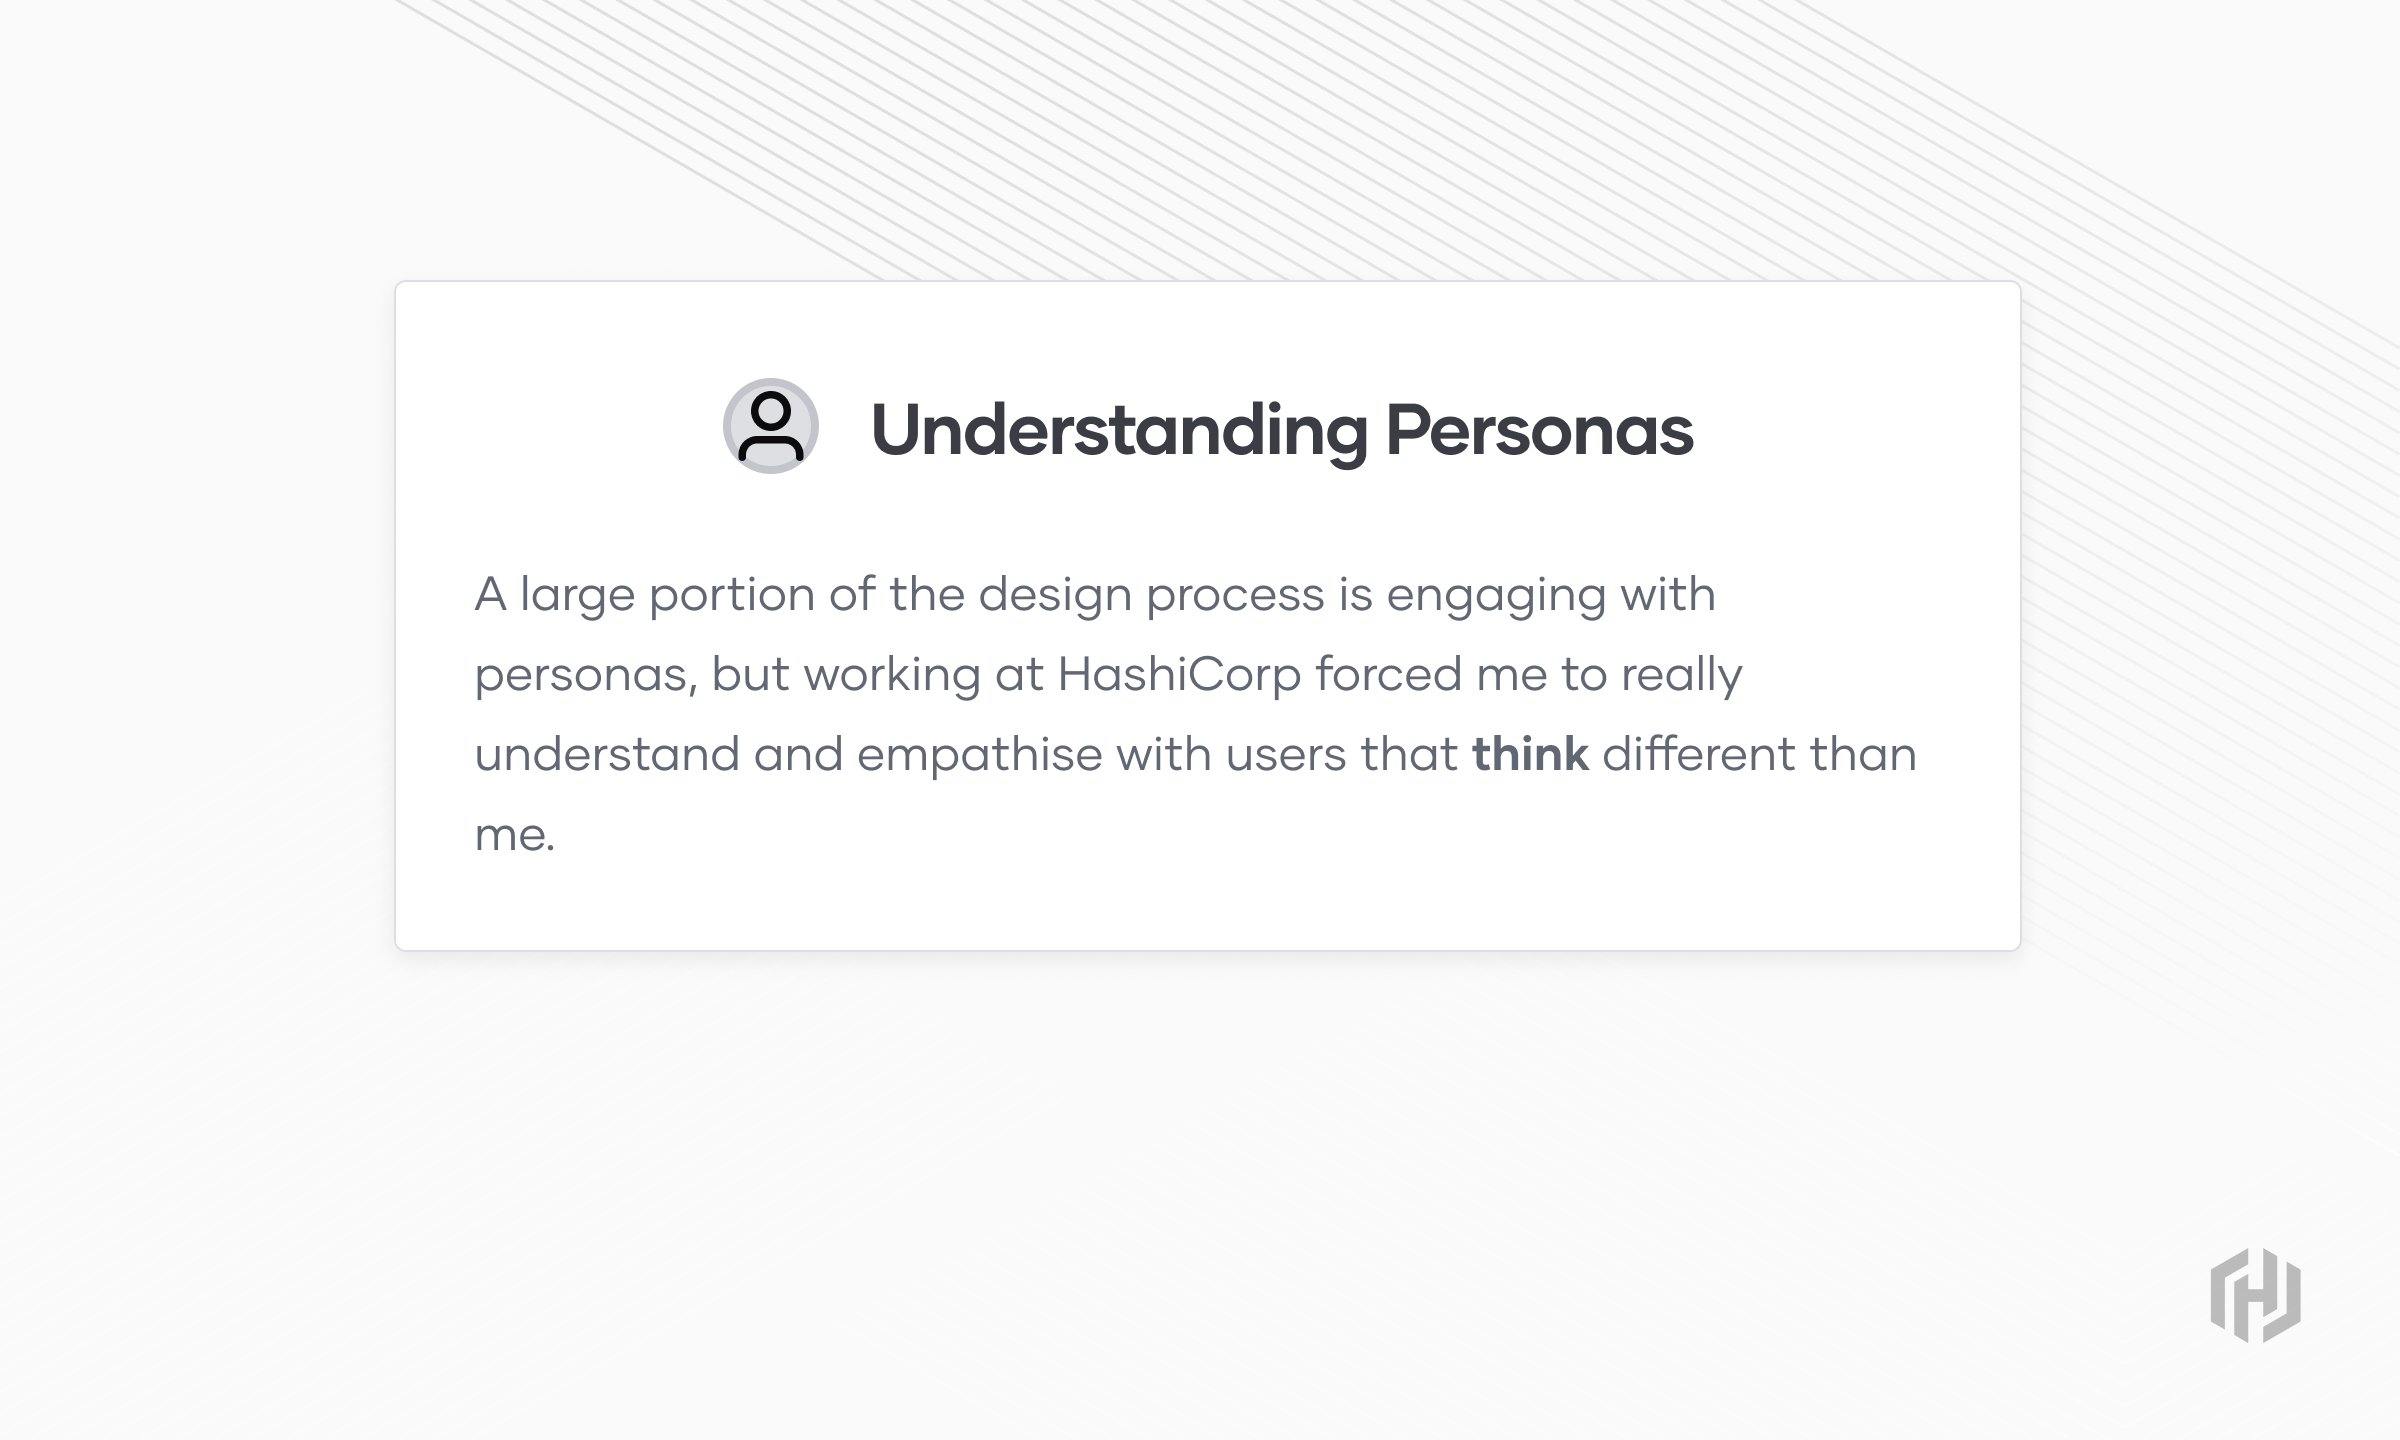 Understanding Personas
A large portion of the design process is engaging with
personas, but working at HashiCorp forced me to really
understand and empathise with users that think different than
me.